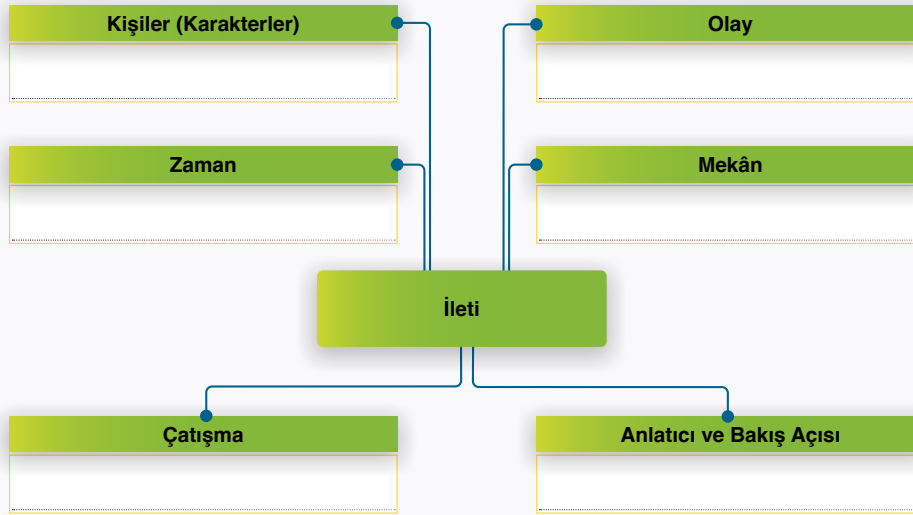 Kişiler (Karakterler)
Olay
Zaman
Mekân
İleti
Çatışma
Anlatıcı ve Bakış Açısı